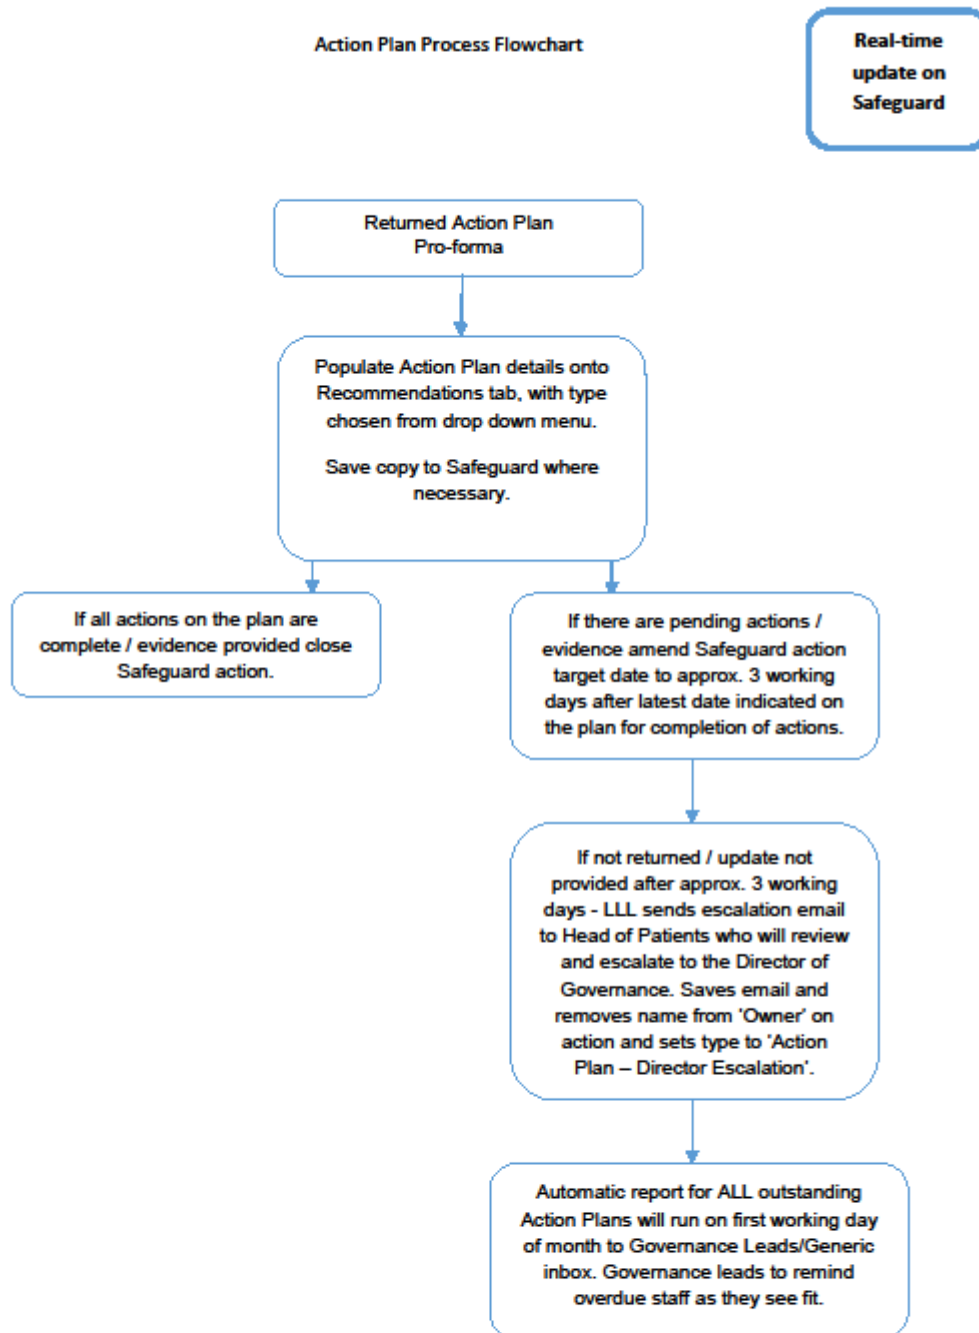 Action Plan Process Flowchart
Real-time
update on
Safeguard
Returned Action Plan
Pro-forma
Populate Action Plan details onto
Recommendations tab, with type
chosen from drop down menu.
Save copy to Safeguard where
necessary.
If all actions on the plan are
complete / evidence provided close
Safeguard action.
If there are pending actions /
evidence amend Safeguard action
target date to approx. 3 working
days after latest date indicated on
the plan for completion of actions.
If not returned / update not
provided after approx. 3 working
days - LLL sends escalation email
to Head of Patients who will review
and escalate to the Director of
Governance. Saves email and
removes name from 'Owner' on
action and sets type to 'Action
Plan – Director Escalation'.
Automatic report for ALL outstanding
Action Plans will run on first working day
of month to Governance Leads/Generic
inbox. Governance leads to remind
overdue staff as they see fit.